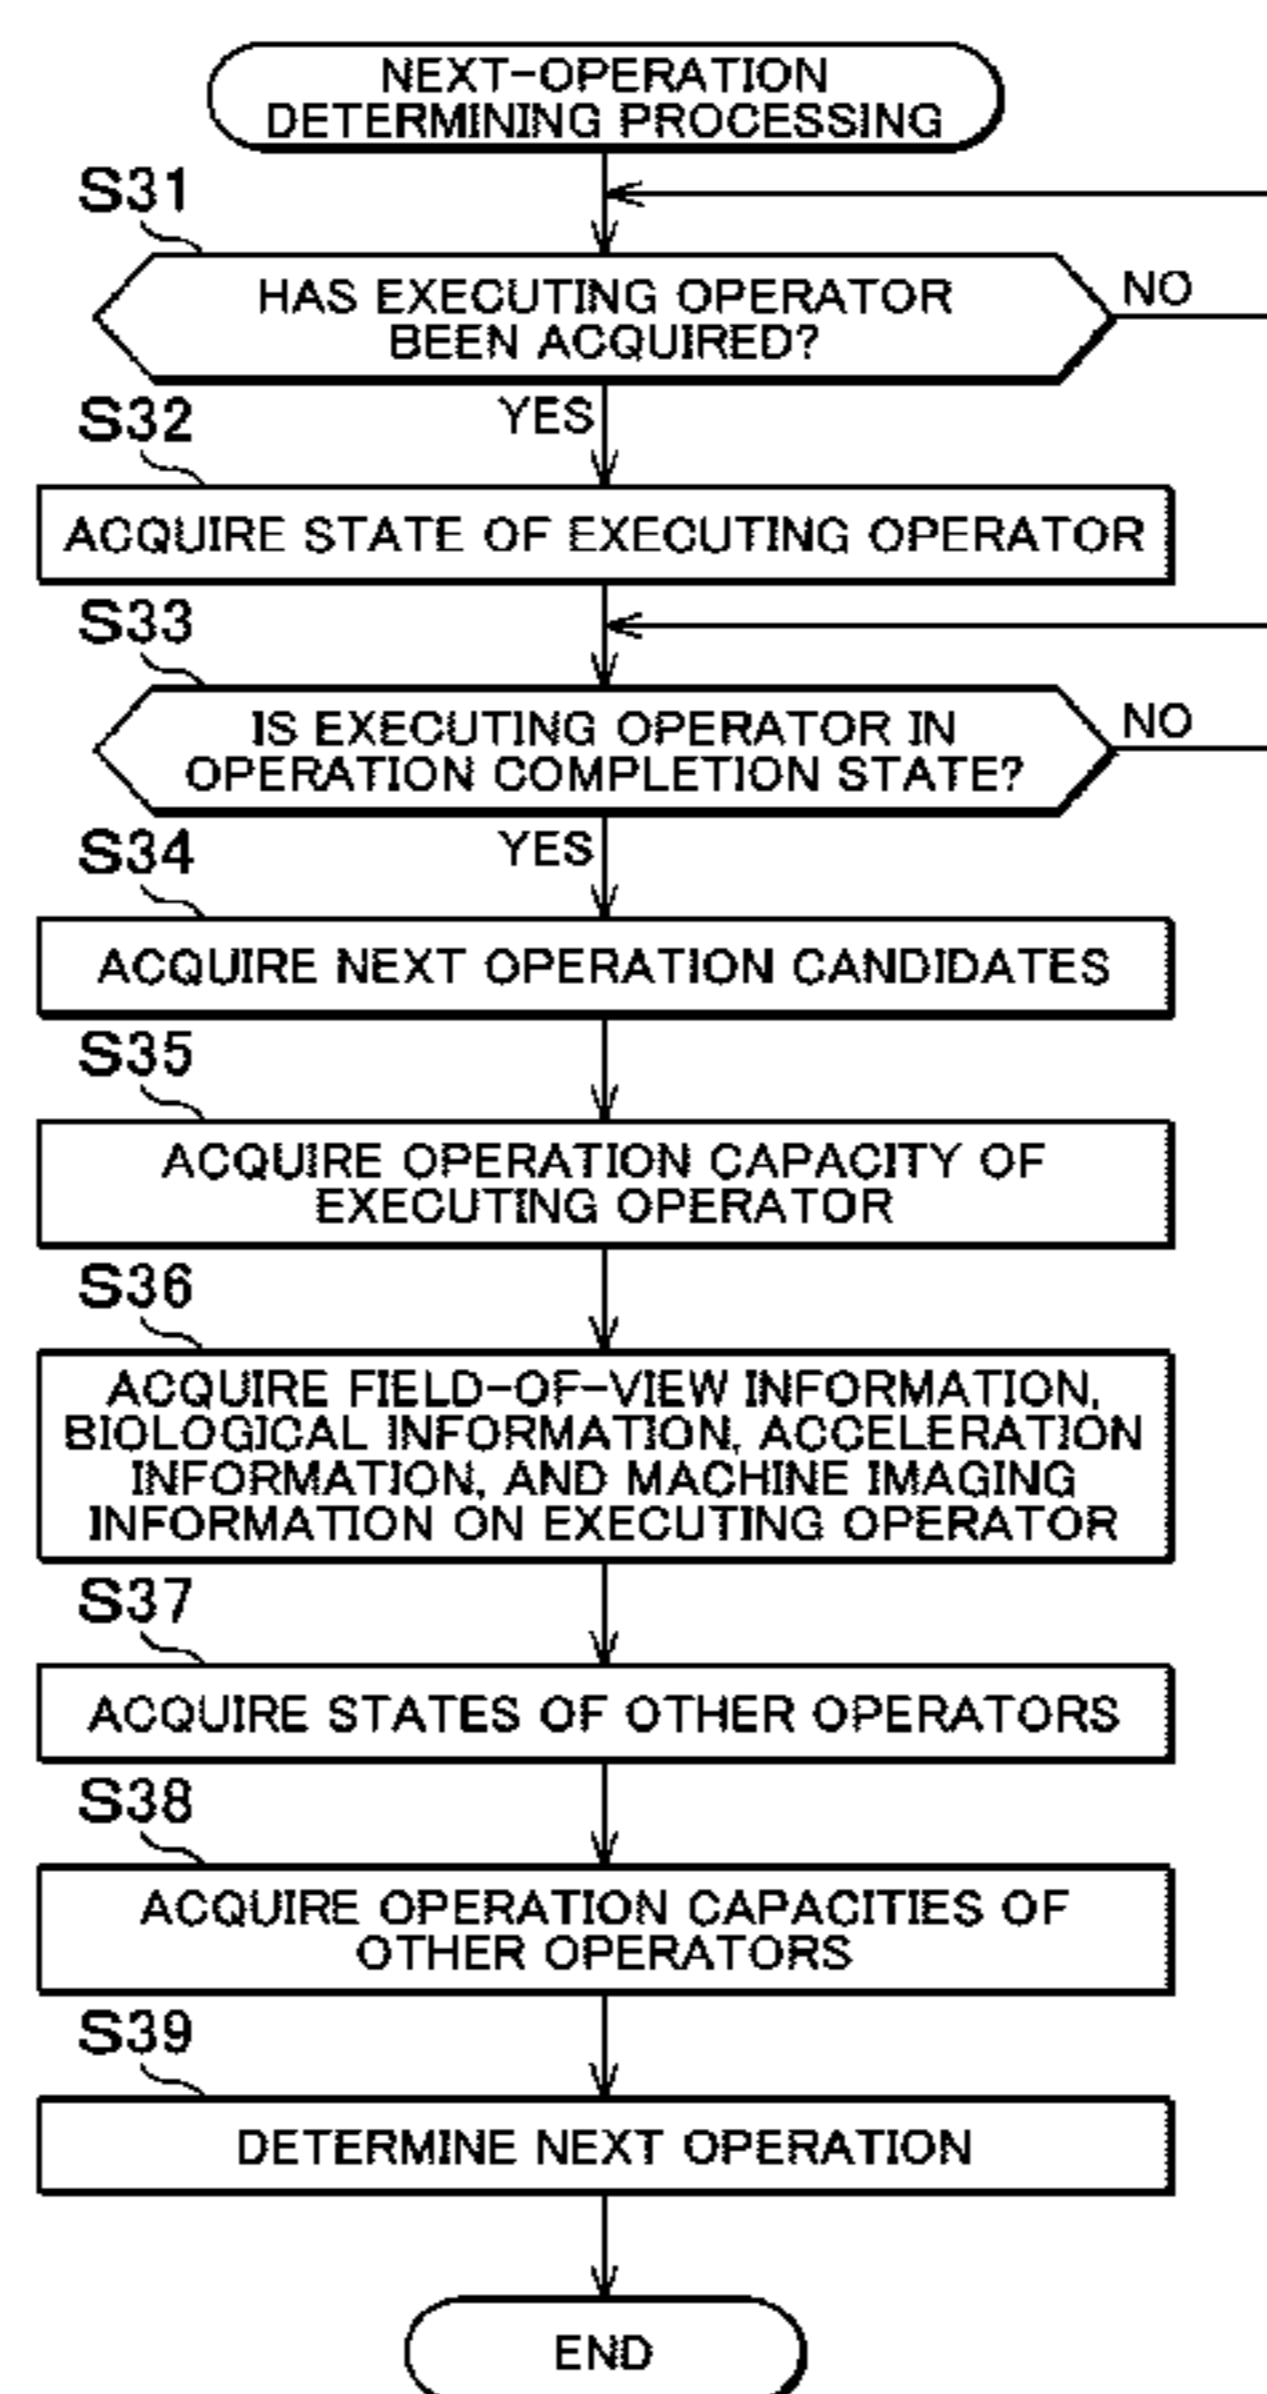 NEXT-OPERATION
DETERMINING PROCESSING
S31
HAS EXECUTING OPERATOR
BEEN ACQUIRED?
NO
YES
S32
ACQUIRE STATE OF EXECUTING OPERATOR
S33
IS EXECUTING OPERATOR IN
OPERATION COMPLETION STATE?
NO
YES
S34
ACQUIRE NEXT OPERATION CANDIDATES
S35
ACQUIRE OPERATION CAPACITY OF
EXECUTING OPERATOR
S36
ACQUIRE FIELD-OF-VIEW INFORMATION,
BIOLOGICAL INFORMATION, ACCELERATION
INFORMATION, AND MACHINE IMAGING
INFORMATION ON EXECUTING OPERATOR
S37
ACQUIRE STATES OF OTHER OPERATORS
S38
ACQUIRE OPERATION CAPACITIES OF
OTHER OPERATORS
S39
DETERMINE NEXT OPERATION
END